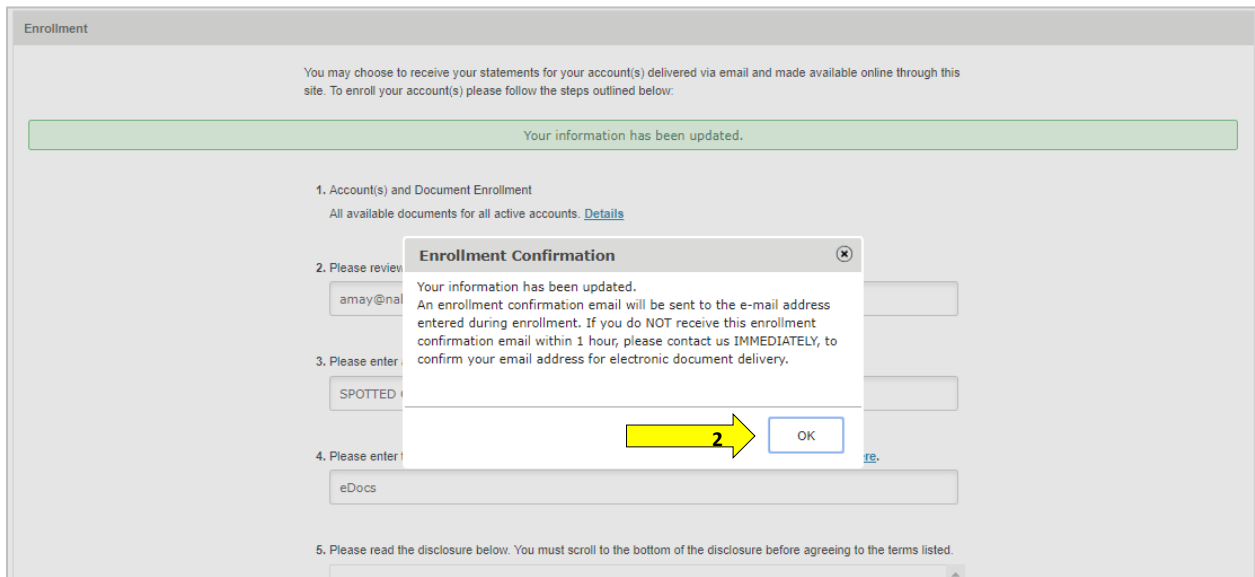 Enrollment
You may choose to receive your statements for your account(s) delivered via email and made available online through this
site. To enroll your account(s) please follow the steps outlined below:
Your information has been updated.
1. Account(s) and Document Enrollment
All available documents for all active accounts. Details
2. Please review
amay@nal
Enrollment Confirmation
Your information has been updated.
An enrollment confirmation email will be sent to the e-mail address
entered during enrollment. If you do NOT receive this enrollment
confirmation email within 1 hour, please contact us IMMEDIATELY, to
confirm your email address for electronic document delivery.
3. Please enter
SPOTTED
2
OK
4. Please enter
eDocs
5. Please read the disclosure below. You must scroll to the bottom of the disclosure before agreeing to the terms listed.